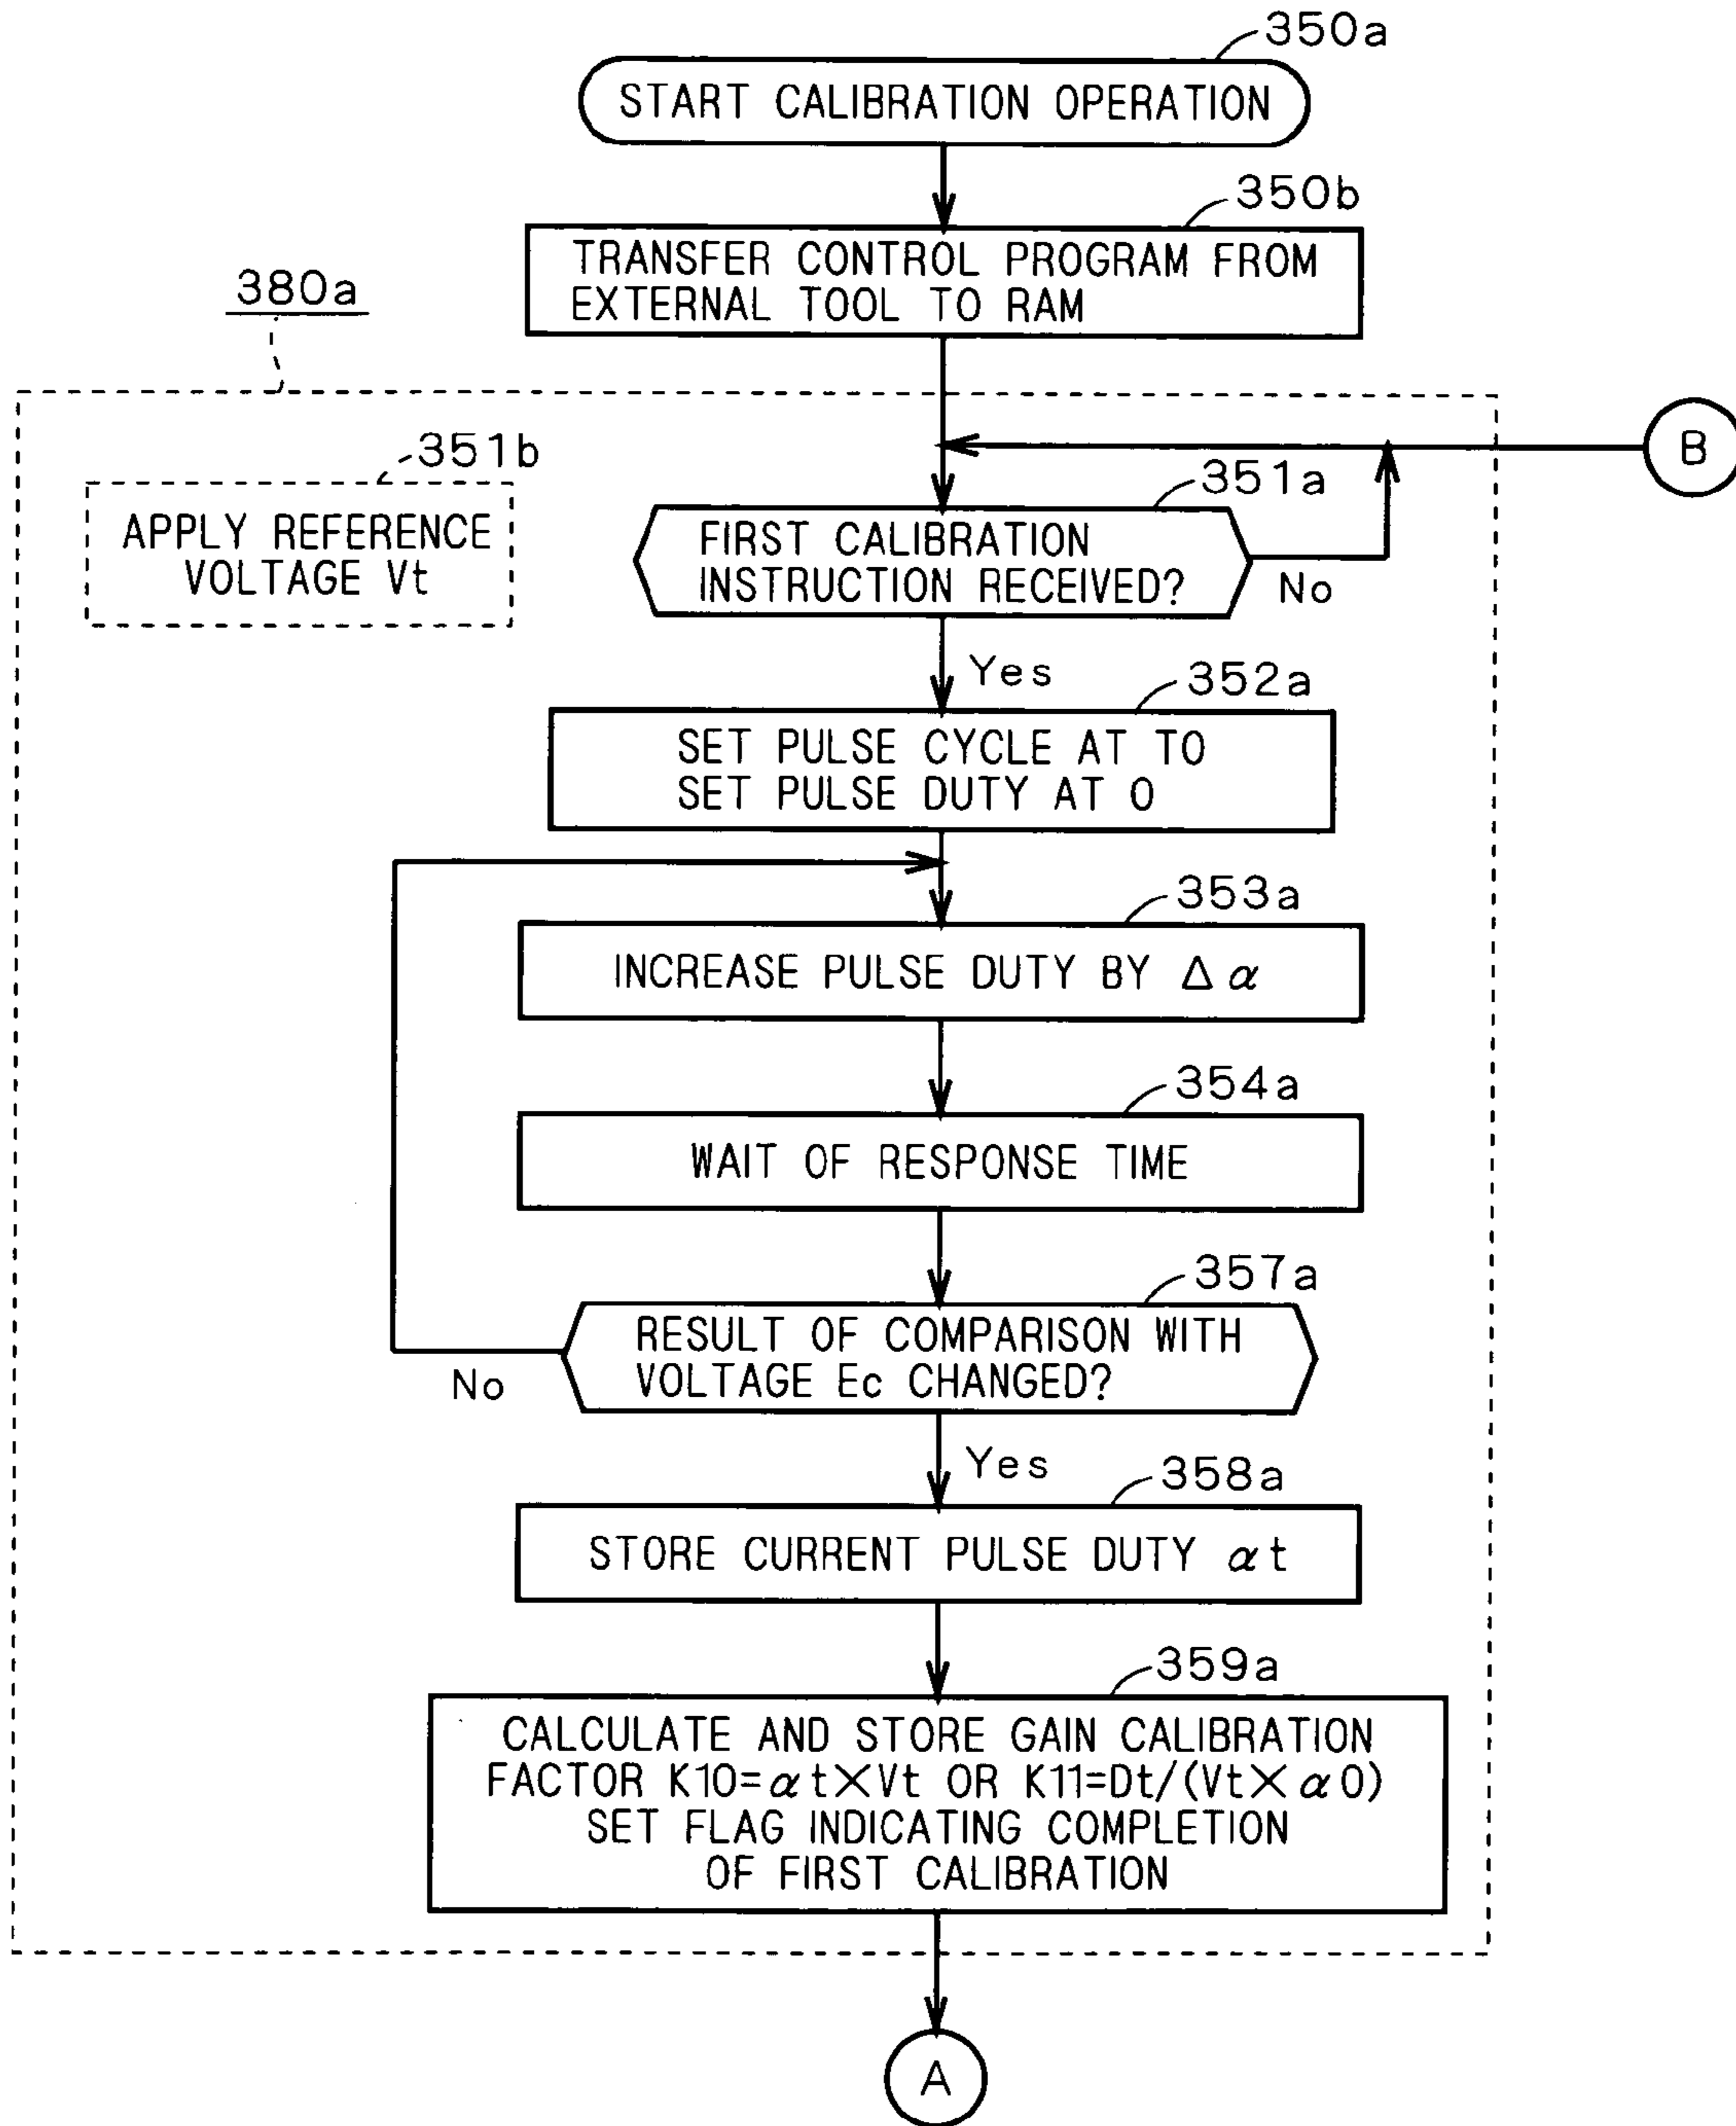 350a
START CALIBRATION OPERATION
350b
TRANSFER CONTROL PROGRAM FROM
EXTERNAL TOOL TO RAM
380a
B
351b
APPLY REFERENCE
VOLTAGE Vt
351a
FIRST CALIBRATION
INSTRUCTION RECEIVED?
No
Yes
352a
SET PULSE CYCLE AT T0
SET PULSE DUTY AT 0
353a
INCREASE PULSE DUTY BY Δα
354a
WAIT OF RESPONSE TIME
357a
RESULT OF COMPARISON WITH
VOLTAGE Ec CHANGED?
No
Yes
358a
STORE CURRENT PULSE DUTY αt
359a
CALCULATE AND STORE GAIN CALIBRATION
FACTOR K10=αt×Vt OR K11=Dt/(Vt×α0)
SET FLAG INDICATING COMPLETION
OF FIRST CALIBRATION
A